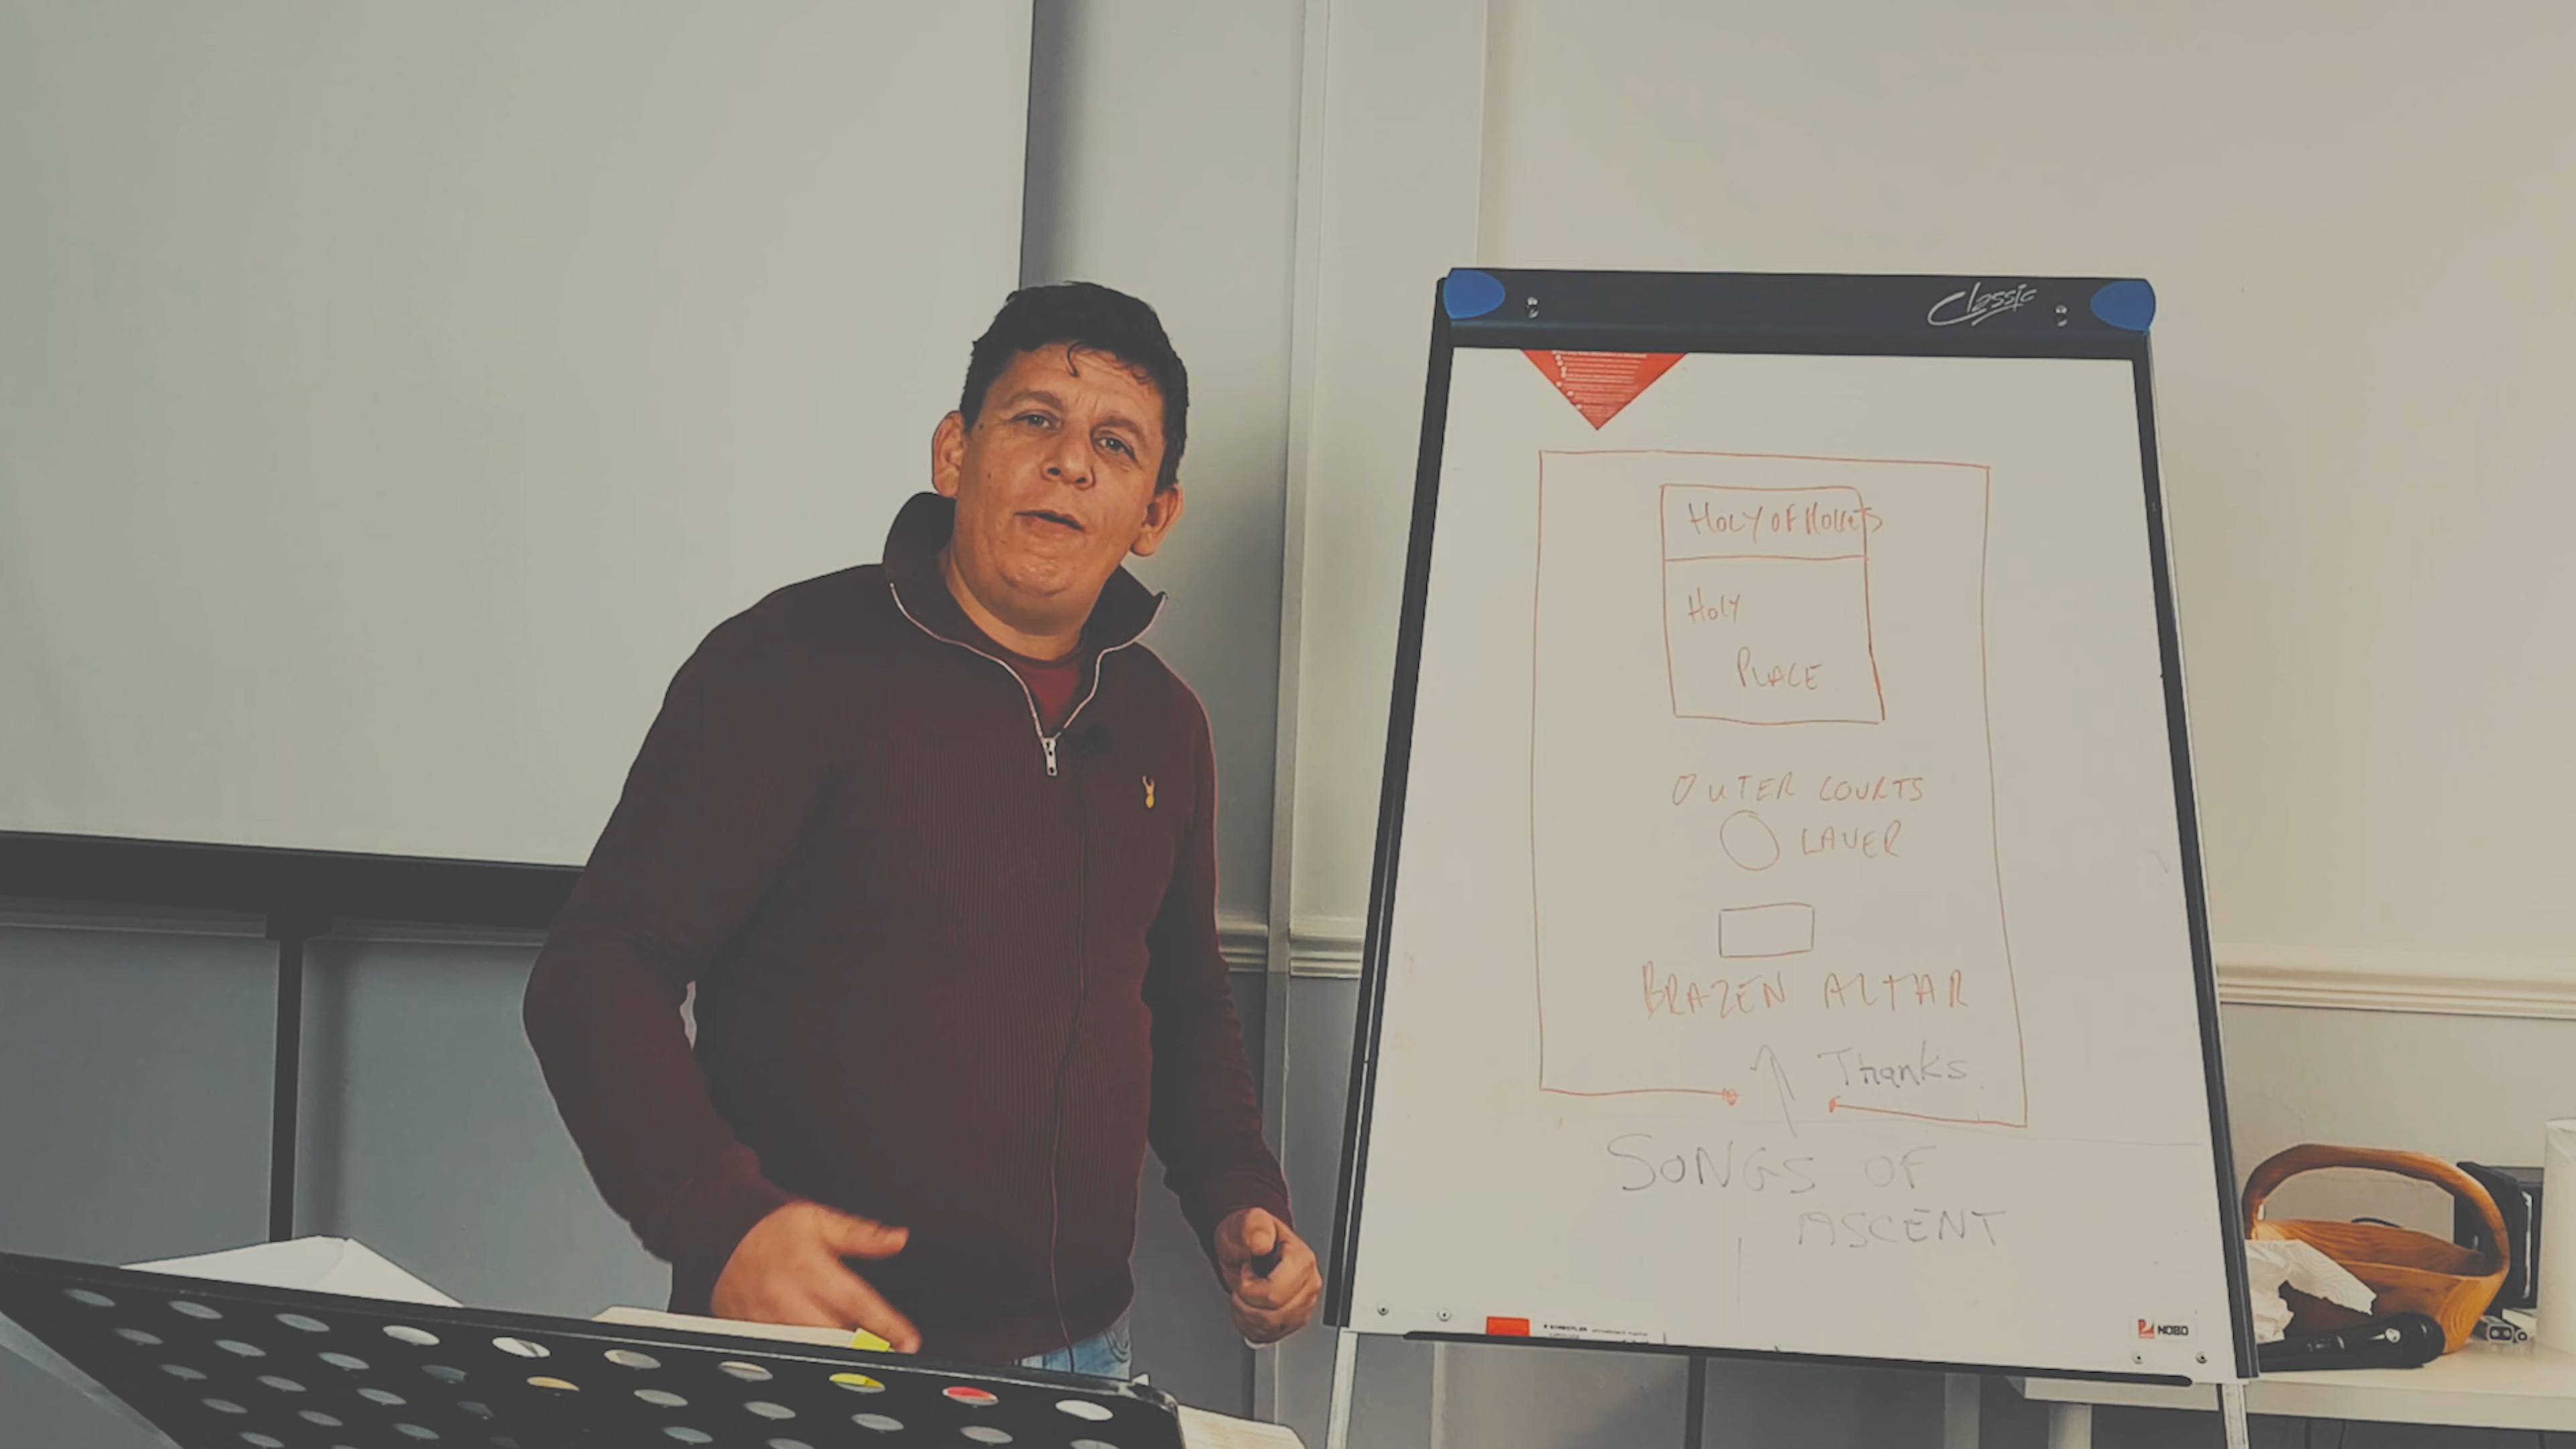 Classic
HOLY OF HOLIES
HOLY
PLACE
OUTER COURTS
LAVER
BRAZEN ALTAR
Thanks
SONGS OF
ASCENT
NOBO